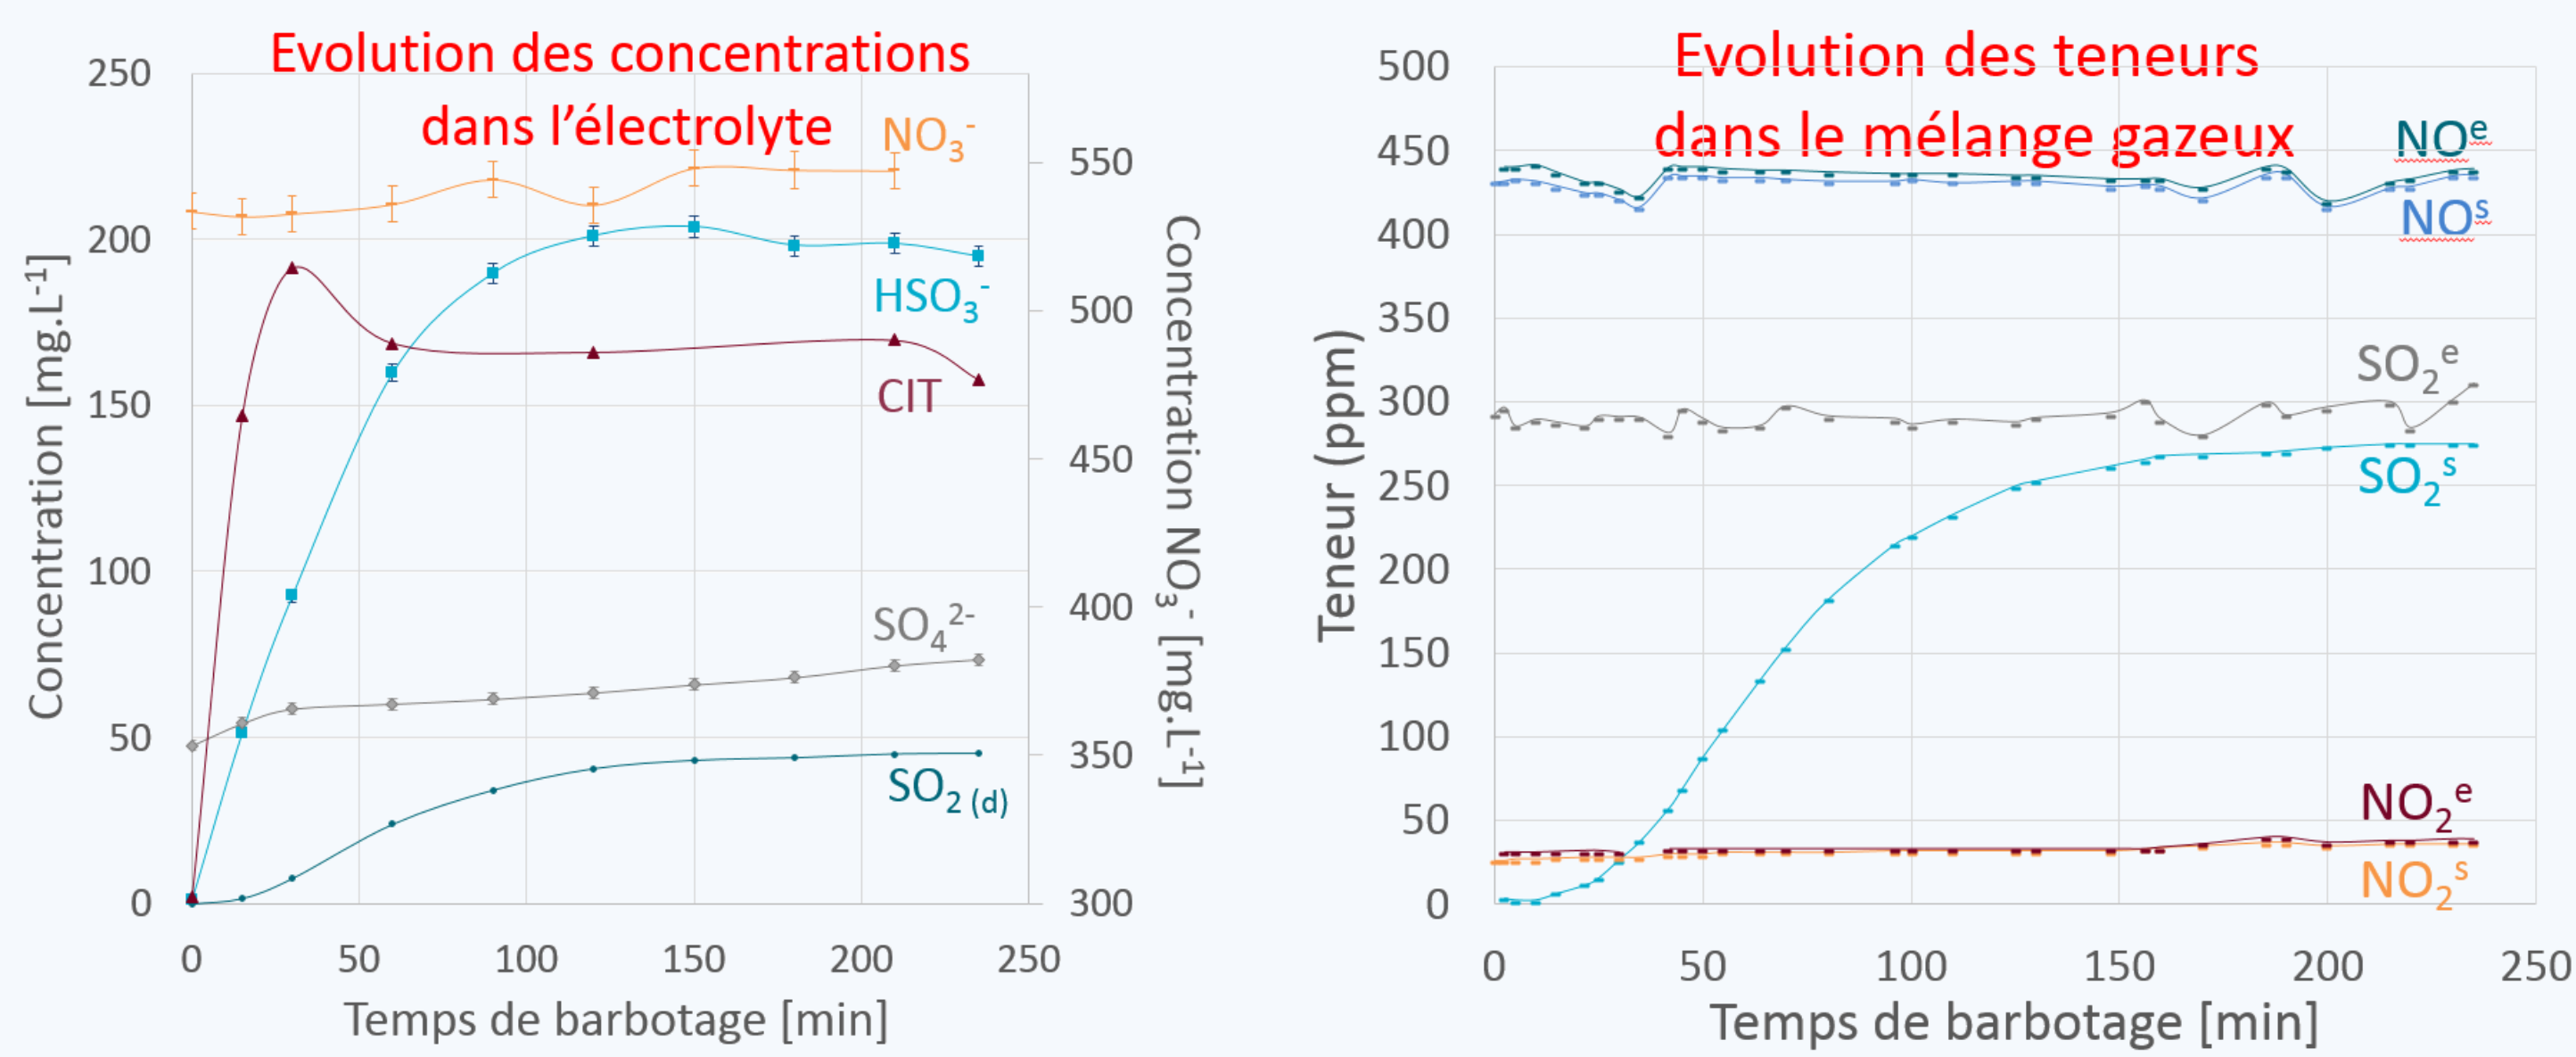 Evolution des concentrations
dans l’électrolyte
Concentration [mg.L-1]
250
200
150
100
50
0
NO3-
HSO3-
CIT
SO42-
SO2 (d)
550
500
450
400
350
300
Concentration NO3- [mg.L-1]
0 50 100 150 200 250
Temps de barbotage [min]
Evolution des teneurs
dans le mélange gazeux
Teneur (ppm)
500
450
400
350
300
250
200
150
100
50
0
NOe
NOs
SO2e
SO2s
NO2e
NO2s
0 50 100 150 200 250
Temps de barbotage [min]